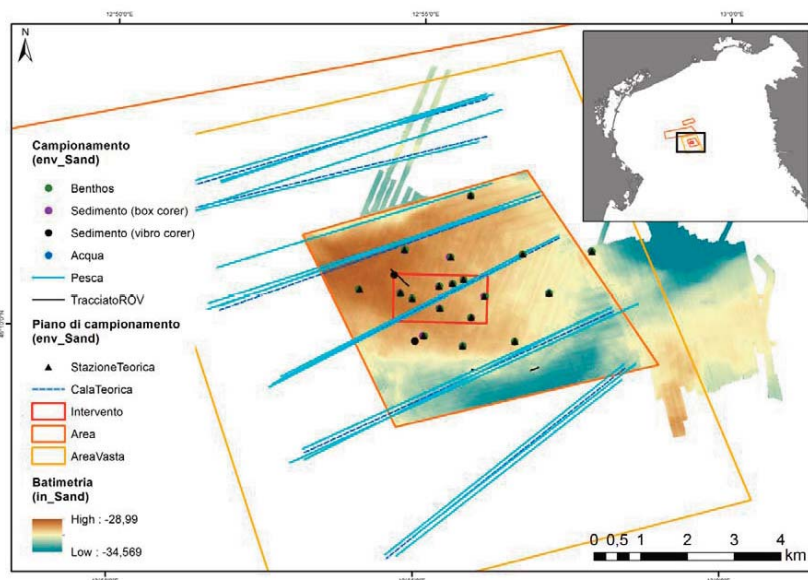 12°50'0"E 12°55'0"E 13°0'0"E
N
Campionamento
(env_Sand)
Benthos
Sedimento (box corer)
Sedimento (vibro corer)
Acqua
Pesca
TracciatoROV
Piano di campionamento
(env_Sand)
StazioneTeorica
CalaTeorica
Intervento
Area
AreaVasta
Batimetria
(in_Sand)
High : -28,99
Low : -34,569
0 0,5 1 2 3 4
km